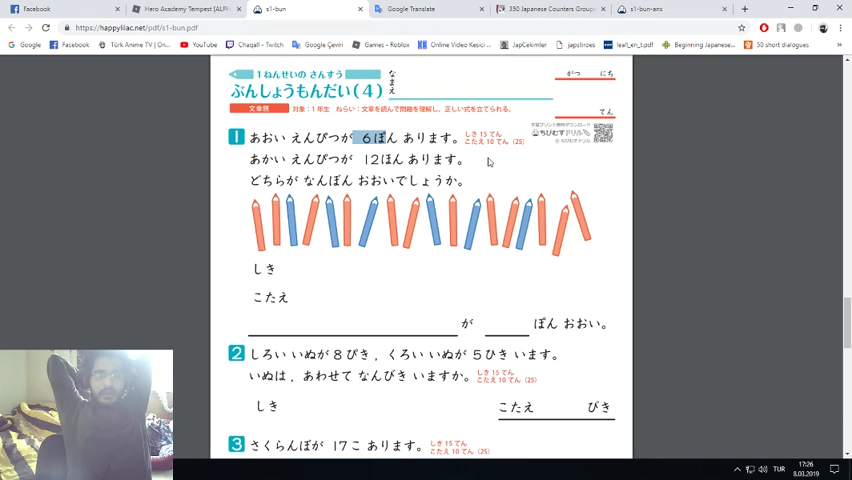 Facebook
Hero Academy Tempest [ALPH
s1-bun
Google Translate
350 Japanese Counters Groupe
s1-bun-ans
https://happylilac.net/pdf/s1-bun.pdf
Google
Facebook
Türk Anime TV | On
YouTube
Chaqall - Twitch
Google Çeviri
Games - Roblox
Online Video Kesici
JapÇekimler
japstiroes
leall_n_t.pdf
Beginning Japanese
50 short dialogues
1ねんせいの さんすう
ぶんしょうもんだい(4)
なまえ
がつ にち
文章題
対象：1年生 ねらい：文章を読んで問題を理解し、正しい式を立てられる。
てん
ちびむすドリル
1 あおい えんぴつが 6ぽん あります。
しき 15 てん
こたえ 10 てん (25)
あかい えんぴつが 12ほん あります。
どちらが なんぼん おおいでしょうか。
しき
こたえ
が ぽん おおい。
2 しろい いぬが 8ぴき, くろい いぬが 5ひき います。
いぬは, あわせて なんびき いますか。
しき 15 てん
こたえ 10 てん (25)
しき
こたえ びき
3 さくらんぼが 17こ あります。
しき 15 てん
こたえ 10 てん (25)
TUR
17:26
8.03.2019